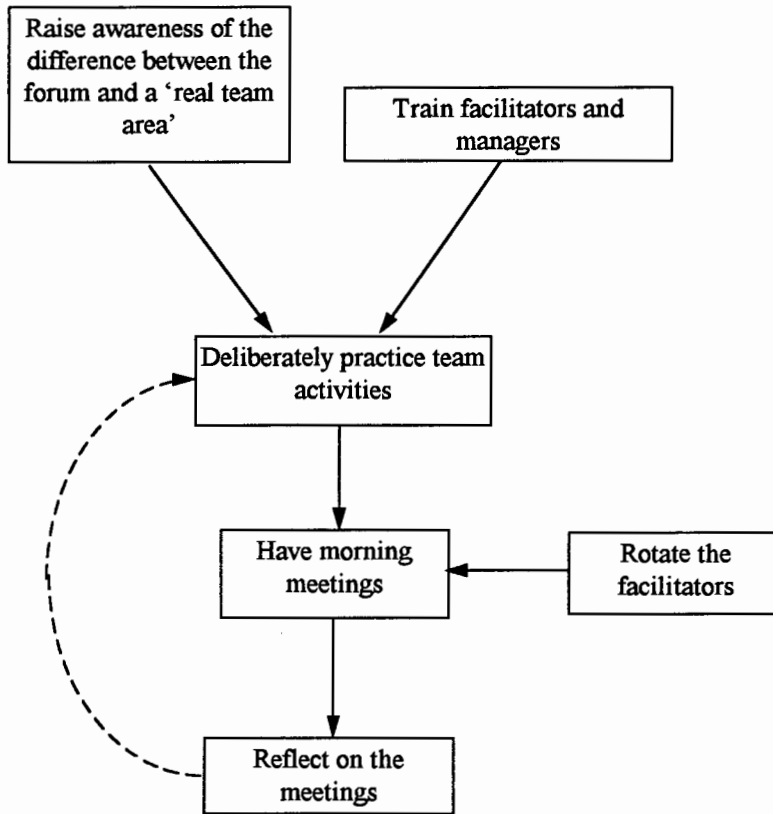 Raise awareness of the
difference between the
forum and a ‘real team
area’
Train facilitators and
managers
Deliberately practice team
activities
Have morning
meetings
Rotate the
facilitators
Reflect on the
meetings